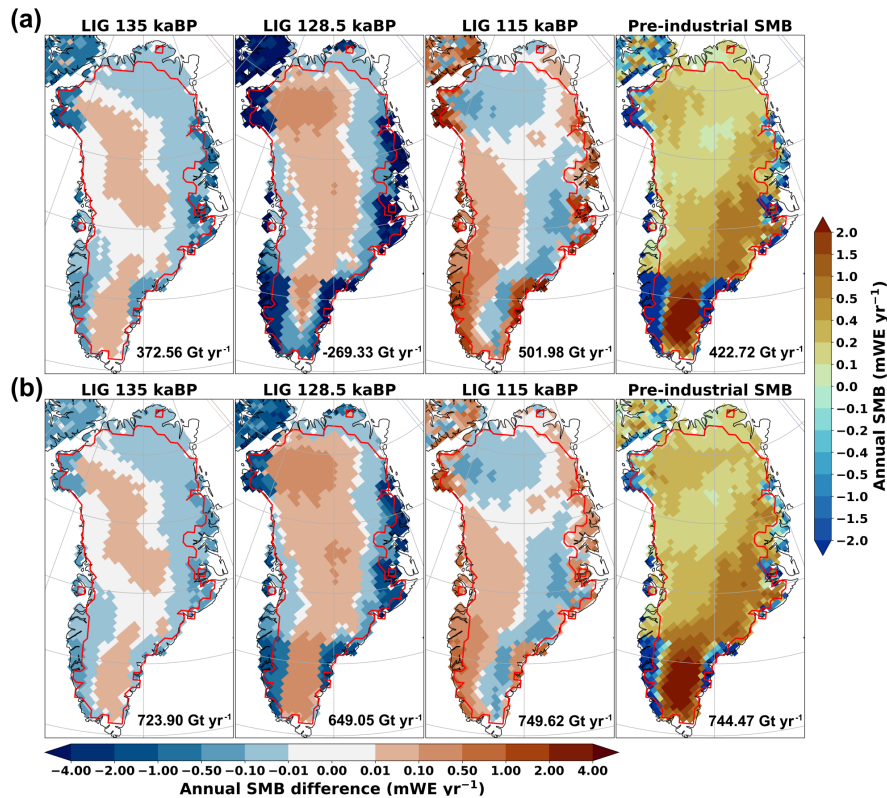 (a)
LIG 135 kaBP LIG 128.5 kaBP LIG 115 kaBP Pre-industrial SMB
372.56 Gt yr⁻¹ -269.33 Gt yr⁻¹ 501.98 Gt yr⁻¹ 422.72 Gt yr⁻¹
(b)
LIG 135 kaBP LIG 128.5 kaBP LIG 115 kaBP Pre-industrial SMB
723.90 Gt yr⁻¹ 649.05 Gt yr⁻¹ 749.62 Gt yr⁻¹ 744.47 Gt yr⁻¹
2.0
1.5
1.0
0.5
0.4
0.2
0.1
0.0
−0.1
−0.2
−0.5
−1.0
−1.5
−2.0
Annual SMB (mWE yr⁻¹)
−4.00 −2.00 −1.00 −0.50 −0.10 −0.01 0.00 0.01 0.10 0.50 1.00 2.00 4.00
Annual SMB difference (mWE yr⁻¹)